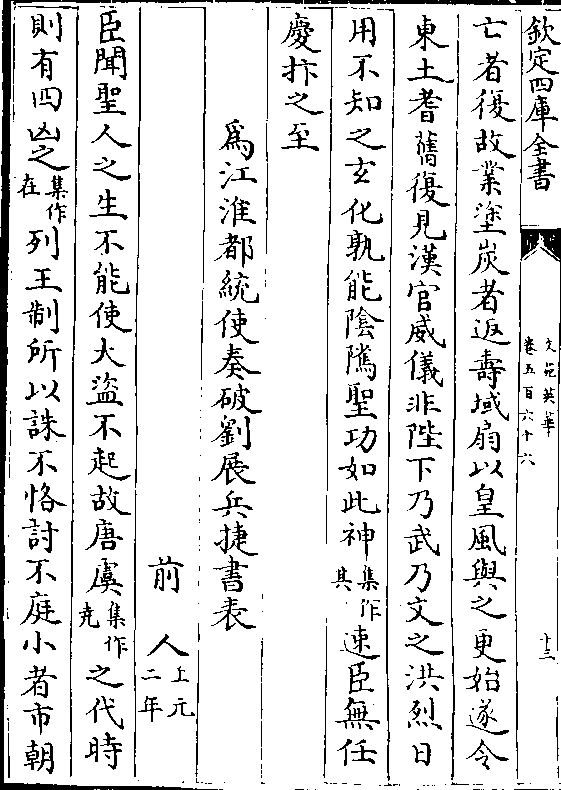 欽定四庫全書
文苑英華
卷五百六十六
十三
亡者復故業塗炭者返壽域扇以皇風與之更始遂令
東土耆舊復見漢官威儀非陛下乃武乃文之洪烈日
用不知之玄化孰能陰隲聖功如此神集作其速臣無任
慶抃之至
爲江淮都統使奏破劉展兵捷書表
前人上元二年
臣聞聖人之生不能使大盜不起故唐虞集作堯之代時
則有四凶之集作在列王制所以誅不恪討不庭小者市朝